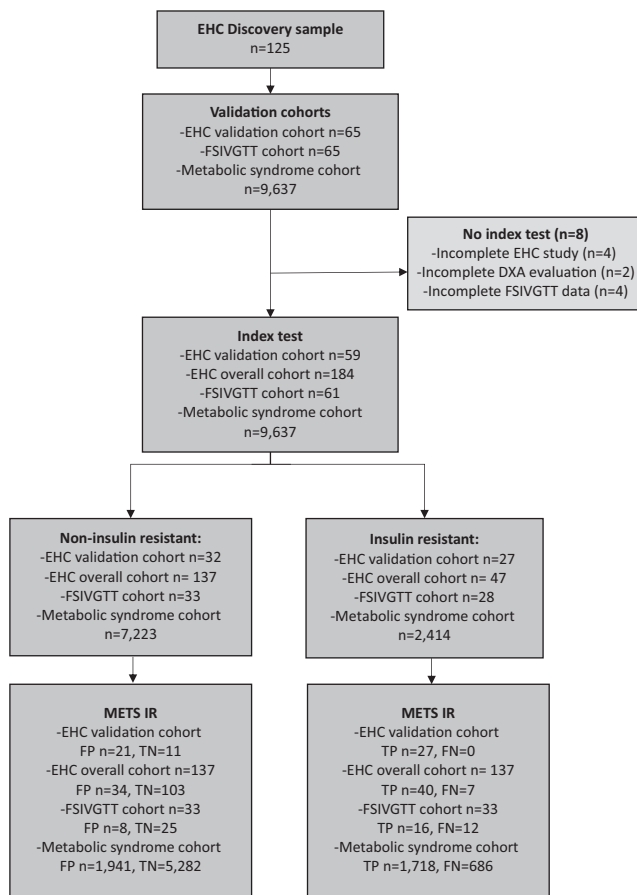 EHC Discovery sample
n=125
Validation cohorts
-EHC validation cohort n=65
-FSIVGTT cohort n=65
-Metabolic syndrome cohort
n=9,637
No index test (n=8)
-Incomplete EHC study (n=4)
-Incomplete DXA evaluation (n=2)
-Incomplete FSIVGTT data (n=4)
Index test
-EHC validation cohort n=59
-EHC overall cohort n=184
-FSIVGTT cohort n=61
-Metabolic syndrome cohort
n=9,637
Non-insulin resistant:
-EHC validation cohort n=32
-EHC overall cohort n= 137
-FSIVGTT cohort n=33
-Metabolic syndrome cohort
n=7,223
Insulin resistant:
-EHC validation cohort n=27
-EHC overall cohort n= 47
-FSIVGTT cohort n=28
-Metabolic syndrome cohort
n=2,414
METS IR
-EHC validation cohort
FP n=21, TN=11
-EHC overall cohort n=137
FP n=34, TN=103
-FSIVGTT cohort n=33
FP n=8, TN=25
-Metabolic syndrome cohort
FP n=1,941, TN=5,282
METS IR
-EHC validation cohort
TP n=27, FN=0
-EHC overall cohort n= 137
TP n=40, FN=7
-FSIVGTT cohort n=33
TP n=16, FN=12
-Metabolic syndrome cohort
TP n=1,718, FN=686